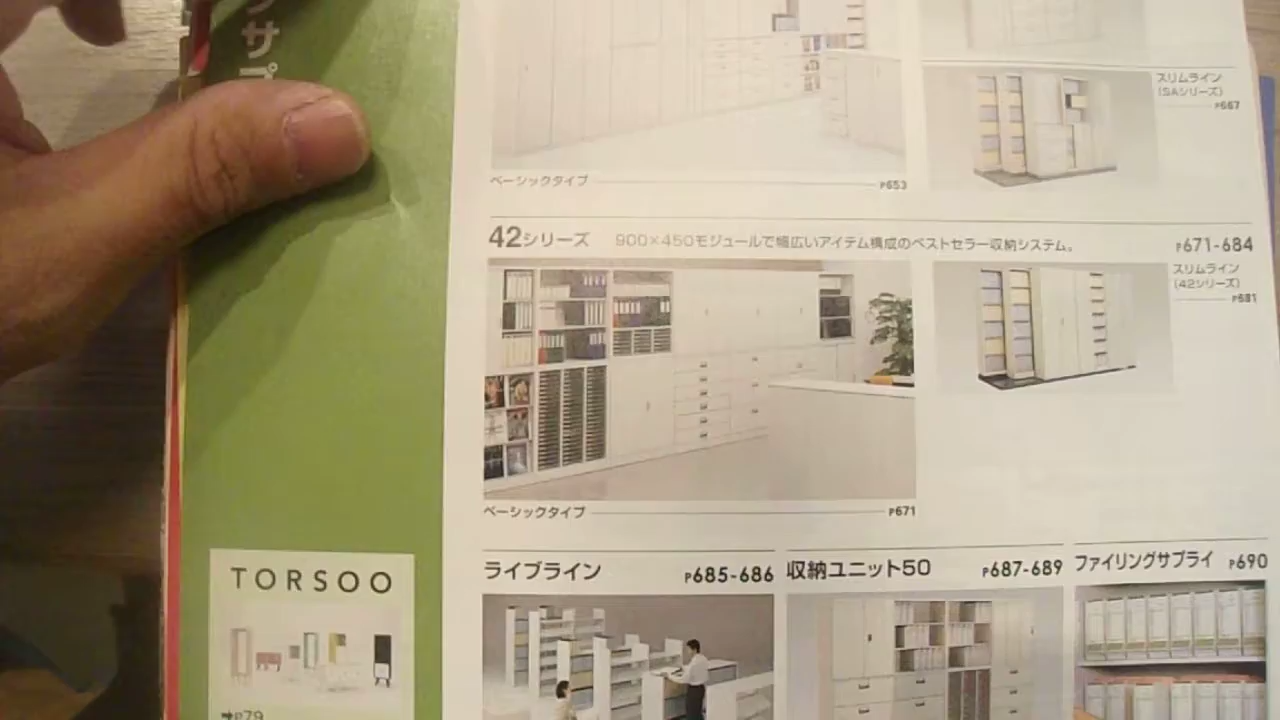 サプ
スリムライン
(SAシリーズ)
P667
ベーシックタイプ P653
42シリーズ 900×450モジュールで幅広いアイテム構成のベストセラー収納システム。 P671-684
スリムライン
(42シリーズ)
P681
ベーシックタイプ P671
ライブライン P685-686
収納ユニット50 P687-689
ファイリングサプライ P690
TORSOO
➡P79